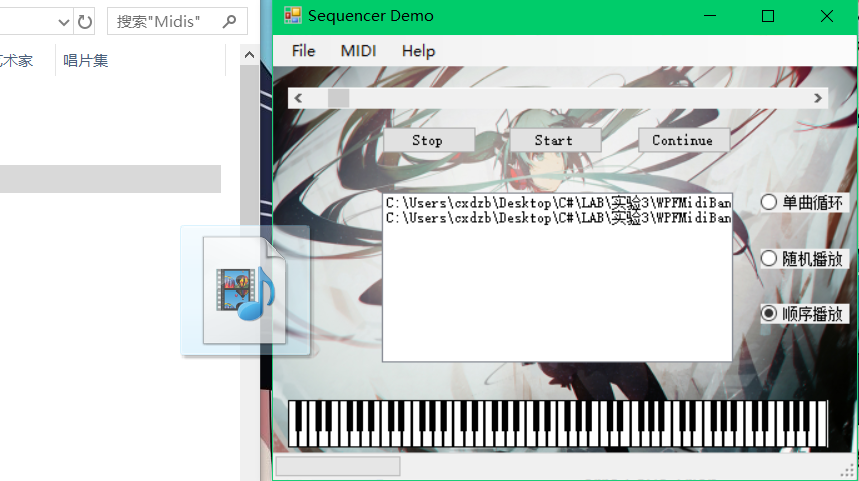 搜索"Midis"
艺术家
唱片集
Sequencer Demo
File MIDI Help
Stop Start Continue
C:\Users\cxdzb\Desktop\C#\LAB\实验3\WPFMidiBan
C:\Users\cxdzb\Desktop\C#\LAB\实验3\WPFMidiBan
单曲循环
随机播放
顺序播放